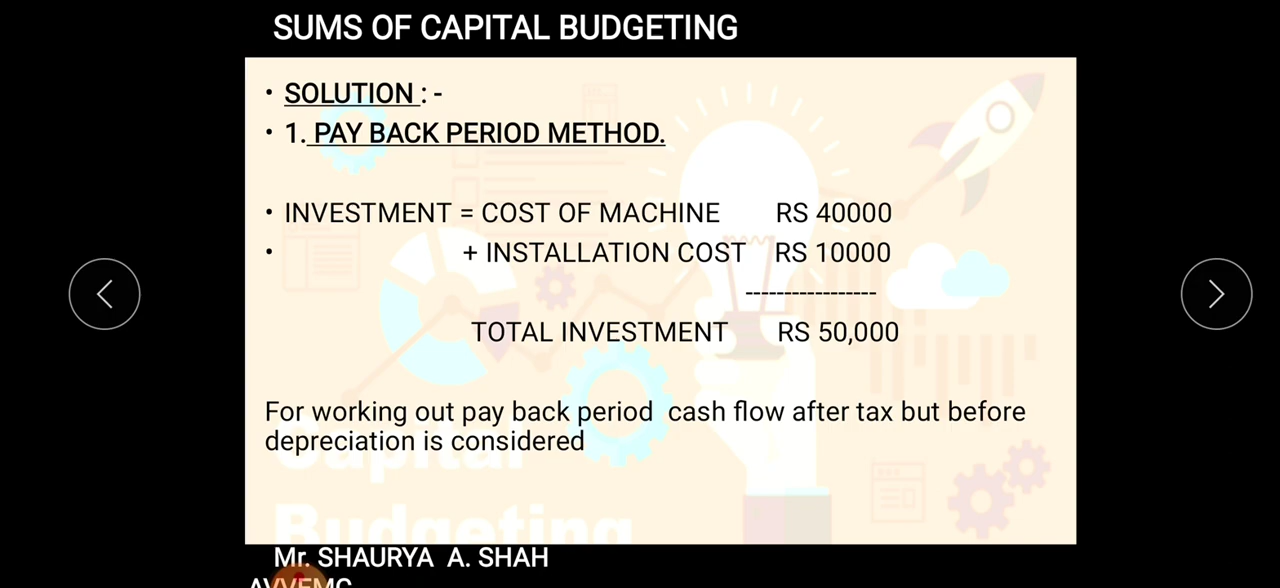 SUMS OF CAPITAL BUDGETING
• SOLUTION : -
• 1. PAY BACK PERIOD METHOD.
• INVESTMENT = COST OF MACHINE RS 40000
• + INSTALLATION COST RS 10000
-----------------
TOTAL INVESTMENT RS 50,000
For working out pay back period cash flow after tax but before
depreciation is considered
Capital
Budgeting
Mr. SHAURYA A. SHAH